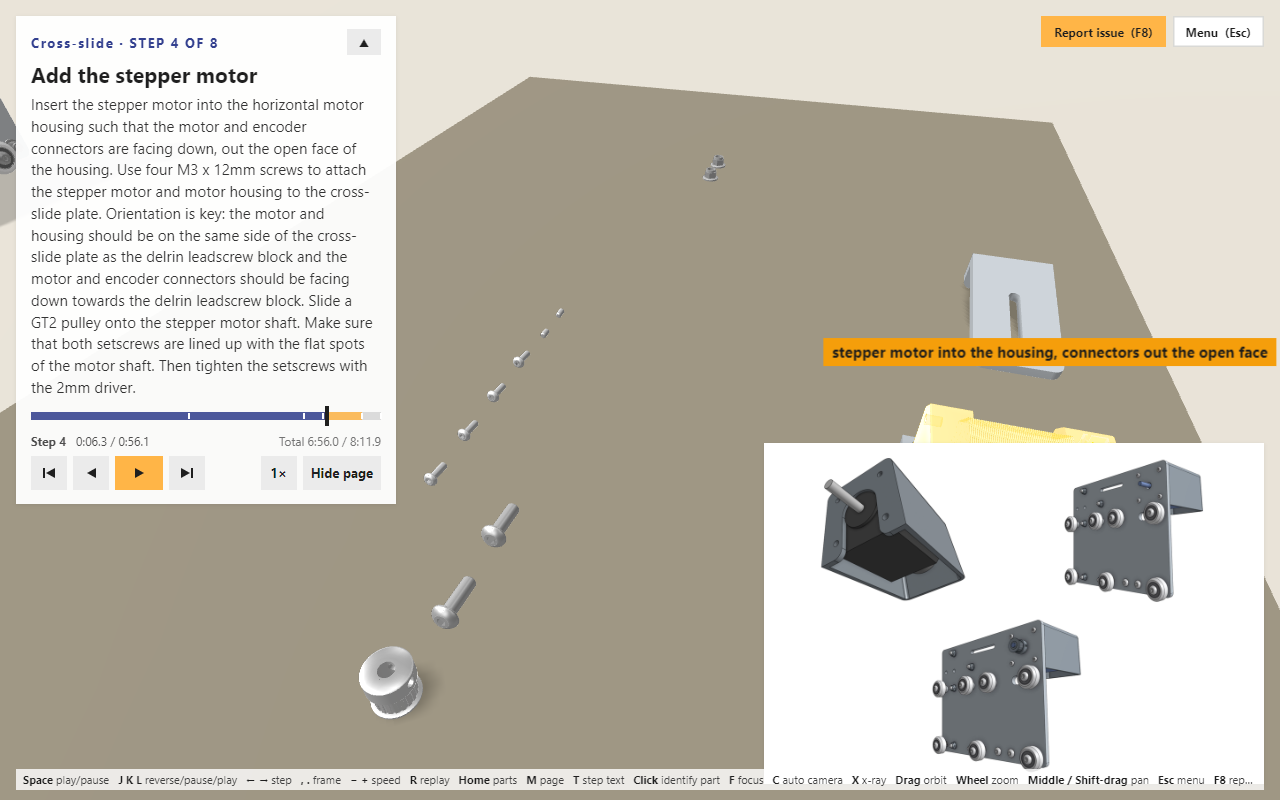 Cross-slide · STEP 4 OF 8
▲
Add the stepper motor
Insert the stepper motor into the horizontal motor
housing such that the motor and encoder
connectors are facing down, out the open face of
the housing. Use four M3 x 12mm screws to attach
the stepper motor and motor housing to the cross-
slide plate. Orientation is key: the motor and
housing should be on the same side of the cross-
slide plate as the delrin leadscrew block and the
motor and encoder connectors should be facing
down towards the delrin leadscrew block. Slide a
GT2 pulley onto the stepper motor shaft. Make sure
that both setscrews are lined up with the flat spots
of the motor shaft. Then tighten the setscrews with
the 2mm driver.
Step 4 0:06.3 / 0:56.1 Total 6:56.0 / 8:11.9
1× Hide page
Report issue (F8) Menu (Esc)
stepper motor into the housing, connectors out the open face
Space play/pause J K L reverse/pause/play ← → step , . frame − + speed R replay Home parts M page T step text Click identify part F focus C auto camera X x-ray Drag orbit Wheel zoom Middle / Shift-drag pan Esc menu F8 rep...